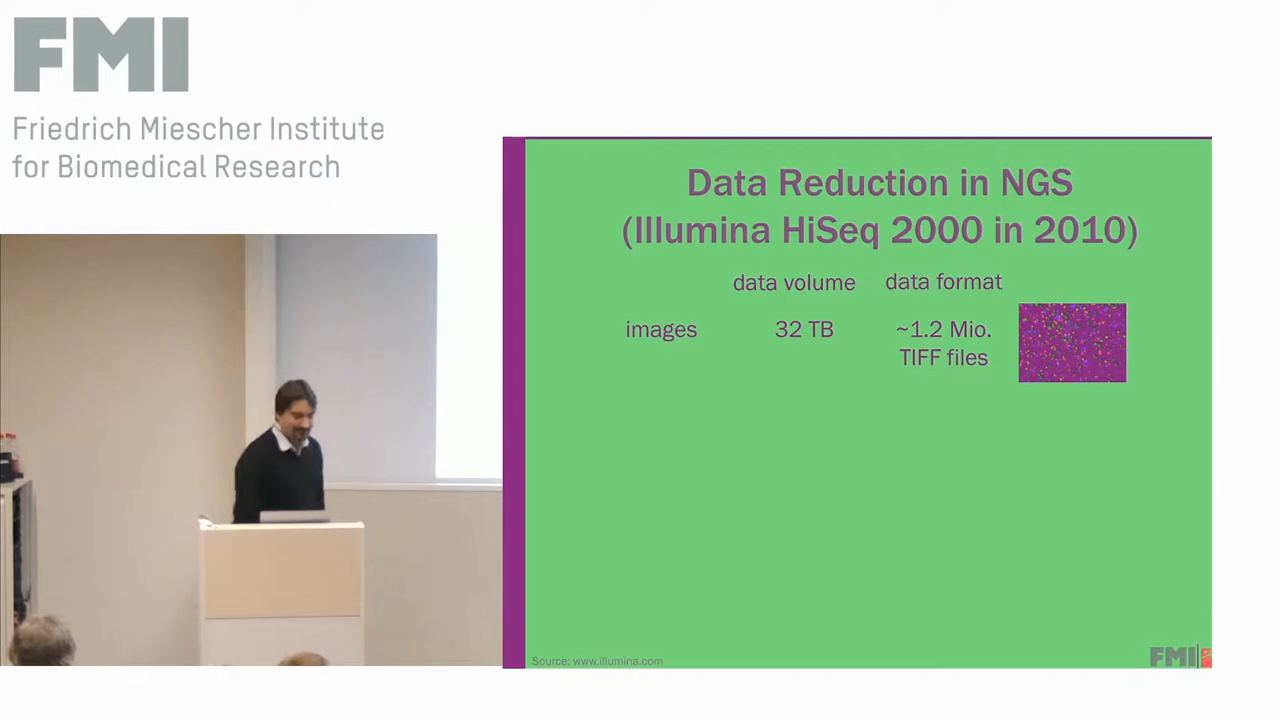 FMI
Friedrich Miescher Institute
for Biomedical Research
Data Reduction in NGS
(Illumina HiSeq 2000 in 2010)
data volume data format
images 32 TB ~1.2 Mio.
TIFF files
Source: www.illumina.com
FMI